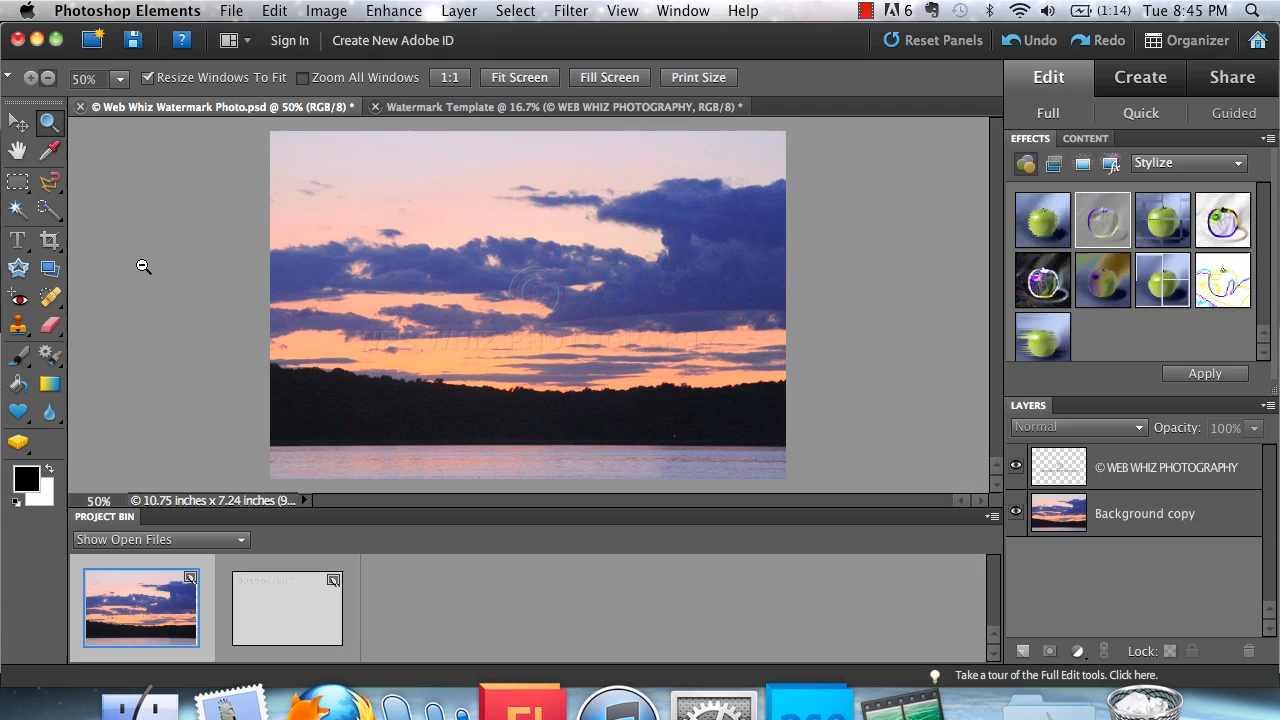 Photoshop Elements File Edit Image Enhance Layer Select Filter View Window Help 6 (1:14) Tue 8:45 PM
Sign In Create New Adobe ID Reset Panels Undo Redo Organizer
50% Resize Windows To Fit Zoom All Windows 1:1 Fit Screen Fill Screen Print Size
Edit Create Share
© Web Whiz Watermark Photo.psd @ 50% (RGB/8) * Watermark Template @ 16.7% (© WEB WHIZ PHOTOGRAPHY, RGB/8) *
Full Quick Guided
EFFECTS CONTENT
Stylize
WEB WHIZ PHOTOGRAPHY
Apply
LAYERS
Normal Opacity: 100%
© WEB WHIZ PHOTOGRAPHY
Background copy
50% © 10.75 inches x 7.24 inches (9...
PROJECT BIN
Show Open Files
Lock:
Take a tour of the Full Edit tools. Click here.